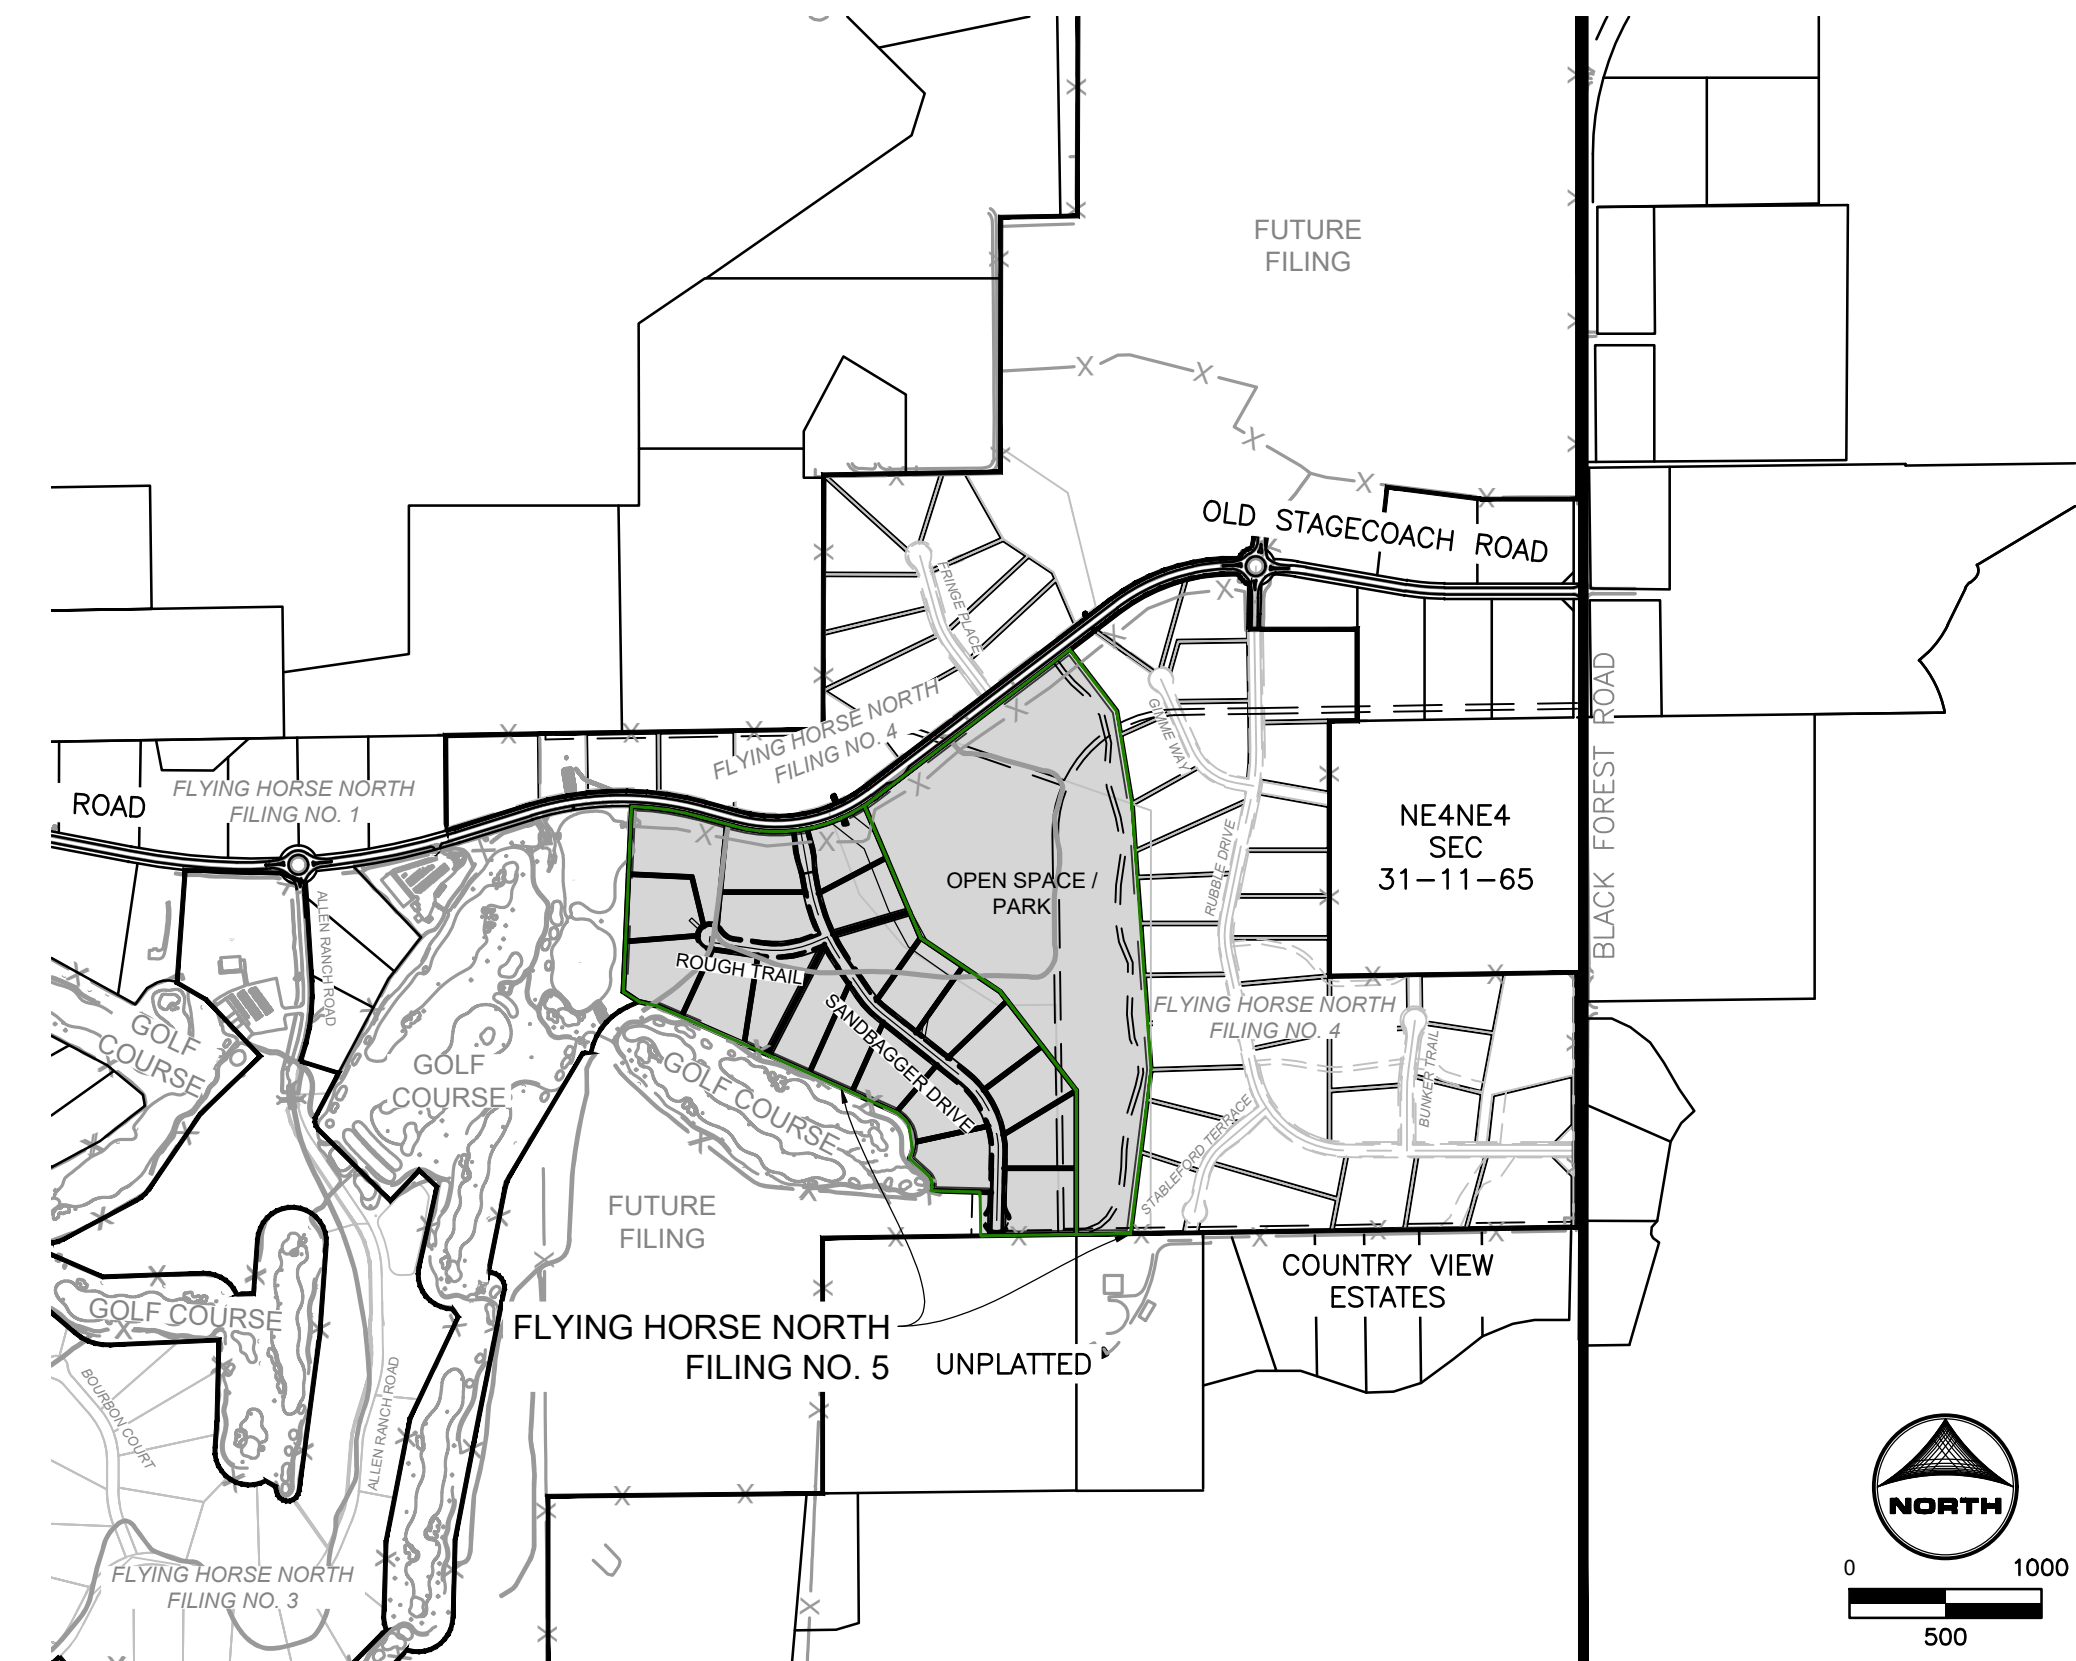 FUTURE
FILING
OLD STAGECOACH ROAD
FRINGE PLACE
BLACK FOREST ROAD
FLYING HORSE NORTH
FILING NO. 4
GIMME WAY
FLYING HORSE NORTH
FILING NO. 1
ROAD
NE4NE4
SEC
31-11-65
RUBBLE DRIVE
OPEN SPACE /
PARK
ALLEN RANCH ROAD
ROUGH TRAIL
SANDBAGGER DRIVE
FLYING HORSE NORTH
FILING NO. 4
BUNKER TRAIL
GOLF
COURSE
GOLF
COURSE
GOLF COURSE
STABLEFORD TERRACE
FUTURE
FILING
COUNTRY VIEW
ESTATES
GOLF COURSE
FLYING HORSE NORTH
FILING NO. 5
UNPLATTED
BOURBON COURT
ALLEN RANCH ROAD
FLYING HORSE NORTH
FILING NO. 3
NORTH
0 1000
500